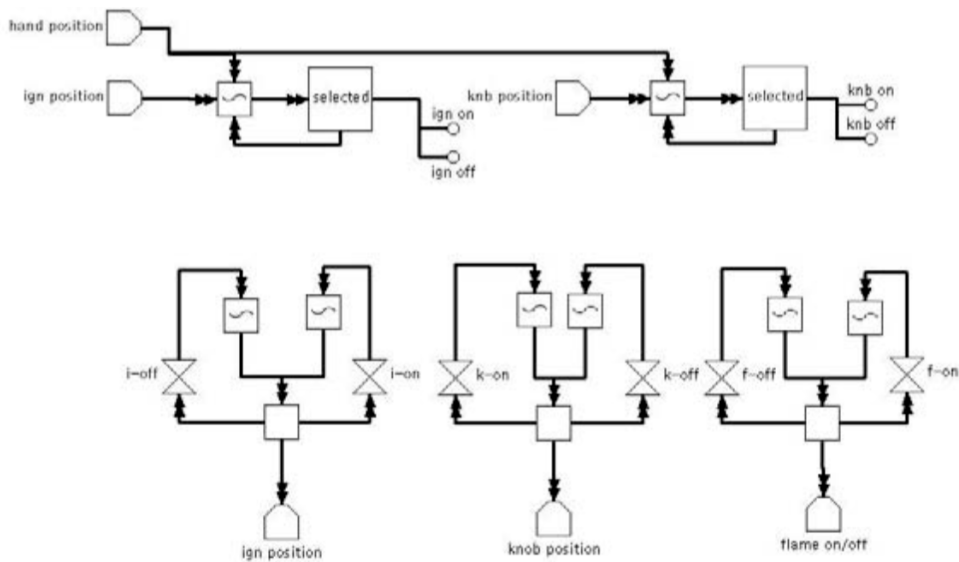 hand position
ign position
selected
ign on
ign off
knb position
selected
knb on
knb off
i-off
i-on
k-on
k-off
f-off
f-on
ign position
knob position
flame on/off